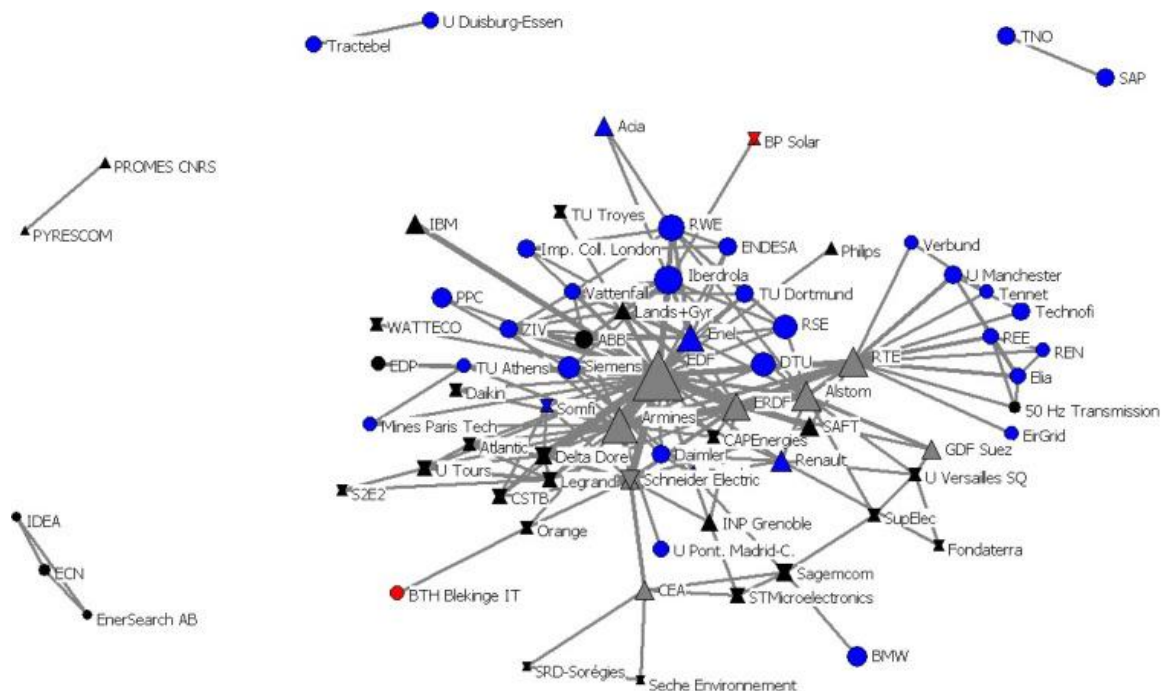 U Duisburg-Essen
Tractebel
TNO
SAP
Acia
BP Solar
PROMES CNRS
PYRESCOM
TU Troyes
IBM
RWE
Imp. Coll. London
ENDESA
Philips
Verbund
Iberdrola
U Manchester
Vattenfall
TU Dortmund
Tennet
PPC
Landis+Gyr
Technofi
WATTECO
ZIV
ABB
Enel
RSE
REE
REN
EDP
TU Athens
Siemens
EDF
DTU
RTE
Elia
Daikin
Somfi
Armines
ERDF
Alstom
50 Hz Transmission
Mines Paris Tech
SAFT
EirGrid
Atlantic
Delta Dore
CAPEnergies
Daimler
Renault
GDF Suez
U Tours
Legrand
Schneider Electric
U Versailles SQ
S2E2
CSTB
Orange
INP Grenoble
SupElec
IDEA
U Pont. Madrid-C.
Fondaterra
ECN
Sagemcom
BTH Blekinge IT
CEA
STMicroelectronics
EnerSearch AB
BMW
SRD-Sorégies
Seche Environnement